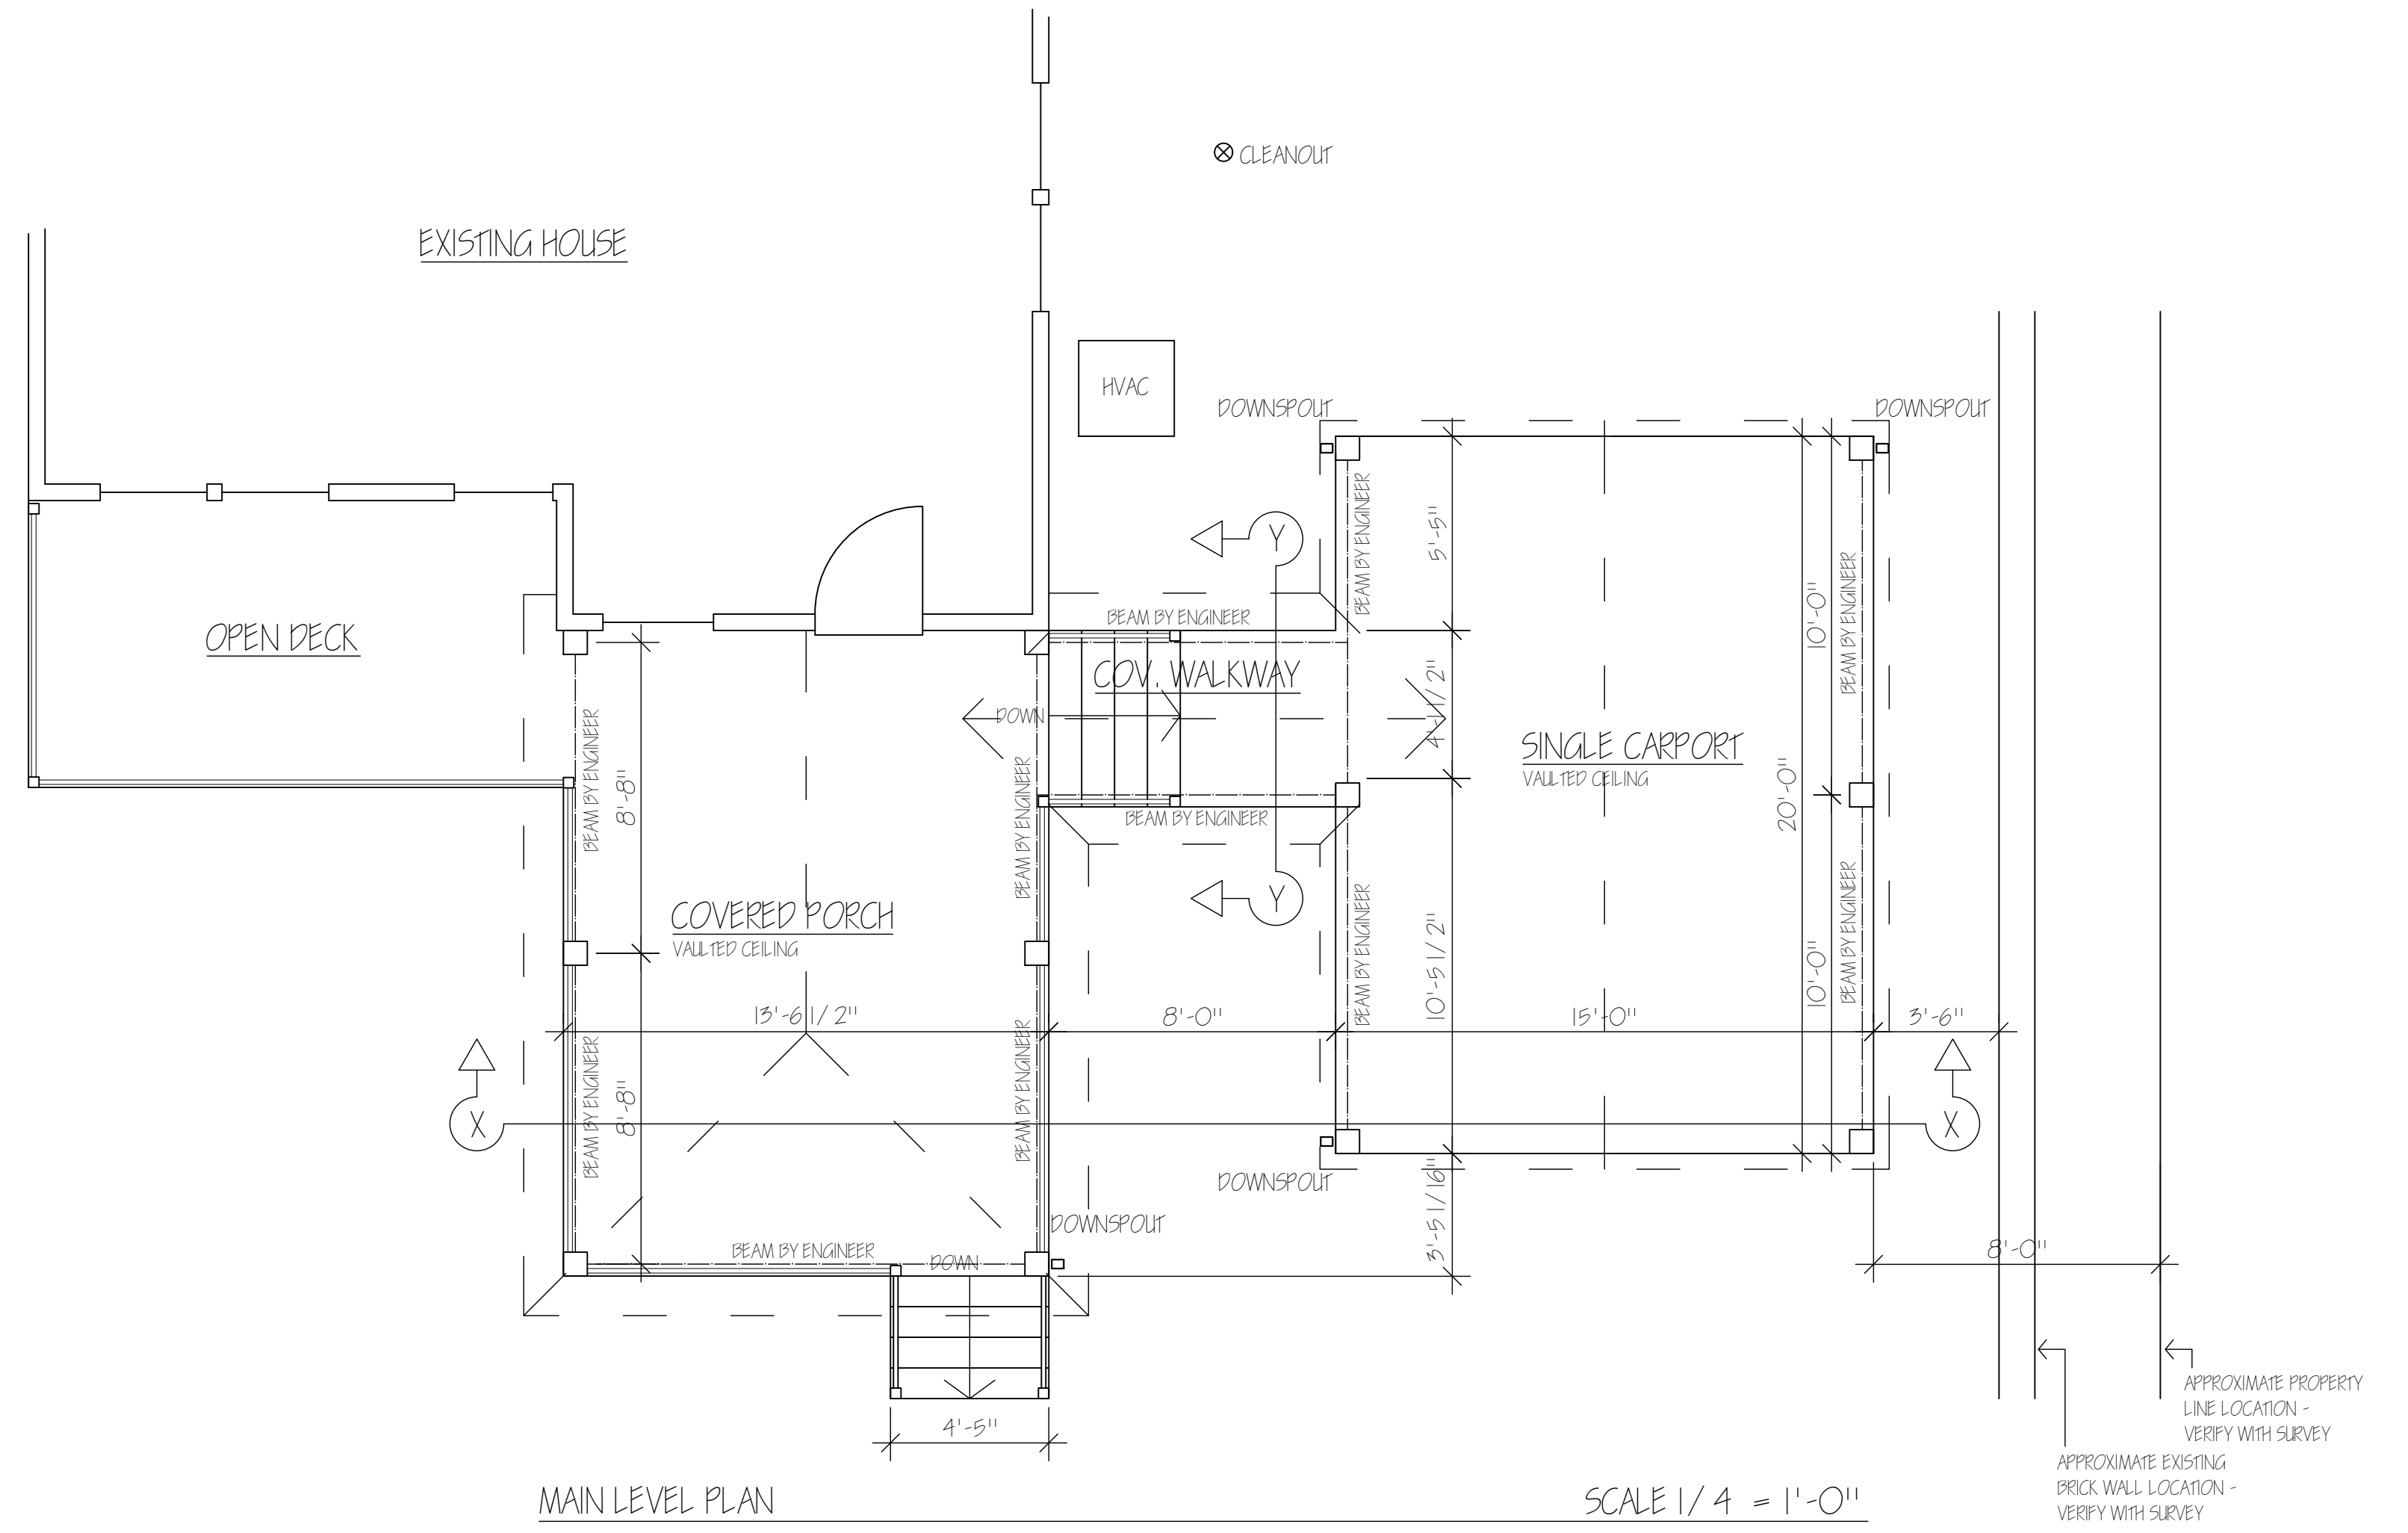 CLEANOUT
EXISTING HOUSE
HVAC
DOWNSPOUT
DOWNSPOUT
BEAM BY ENGINEER
5'-5"
Y
BEAM BY ENGINEER
10'-0"
BEAM BY ENGINEER
OPEN DECK
COV. WALKWAY
DOWN
4'-1 1/2"
SINGLE CARPORT
VAULTED CEILING
20'-0"
BEAM BY ENGINEER
8'-8"
BEAM BY ENGINEER
BEAM BY ENGINEER
Y
COVERED PORCH
VAULTED CEILING
BEAM BY ENGINEER
10'-5 1/2"
10'-0"
BEAM BY ENGINEER
13'-6 1/2"
8'-0"
15'-0"
3'-6"
X
BEAM BY ENGINEER
8'-8"
BEAM BY ENGINEER
X
DOWNSPOUT
3'-5 1/16"
DOWNSPOUT
BEAM BY ENGINEER
DOWN
8'-0"
4'-5"
APPROXIMATE PROPERTY
LINE LOCATION -
VERIFY WITH SURVEY
APPROXIMATE EXISTING
BRICK WALL LOCATION -
VERIFY WITH SURVEY
MAIN LEVEL PLAN
SCALE 1/4 = 1'-0"